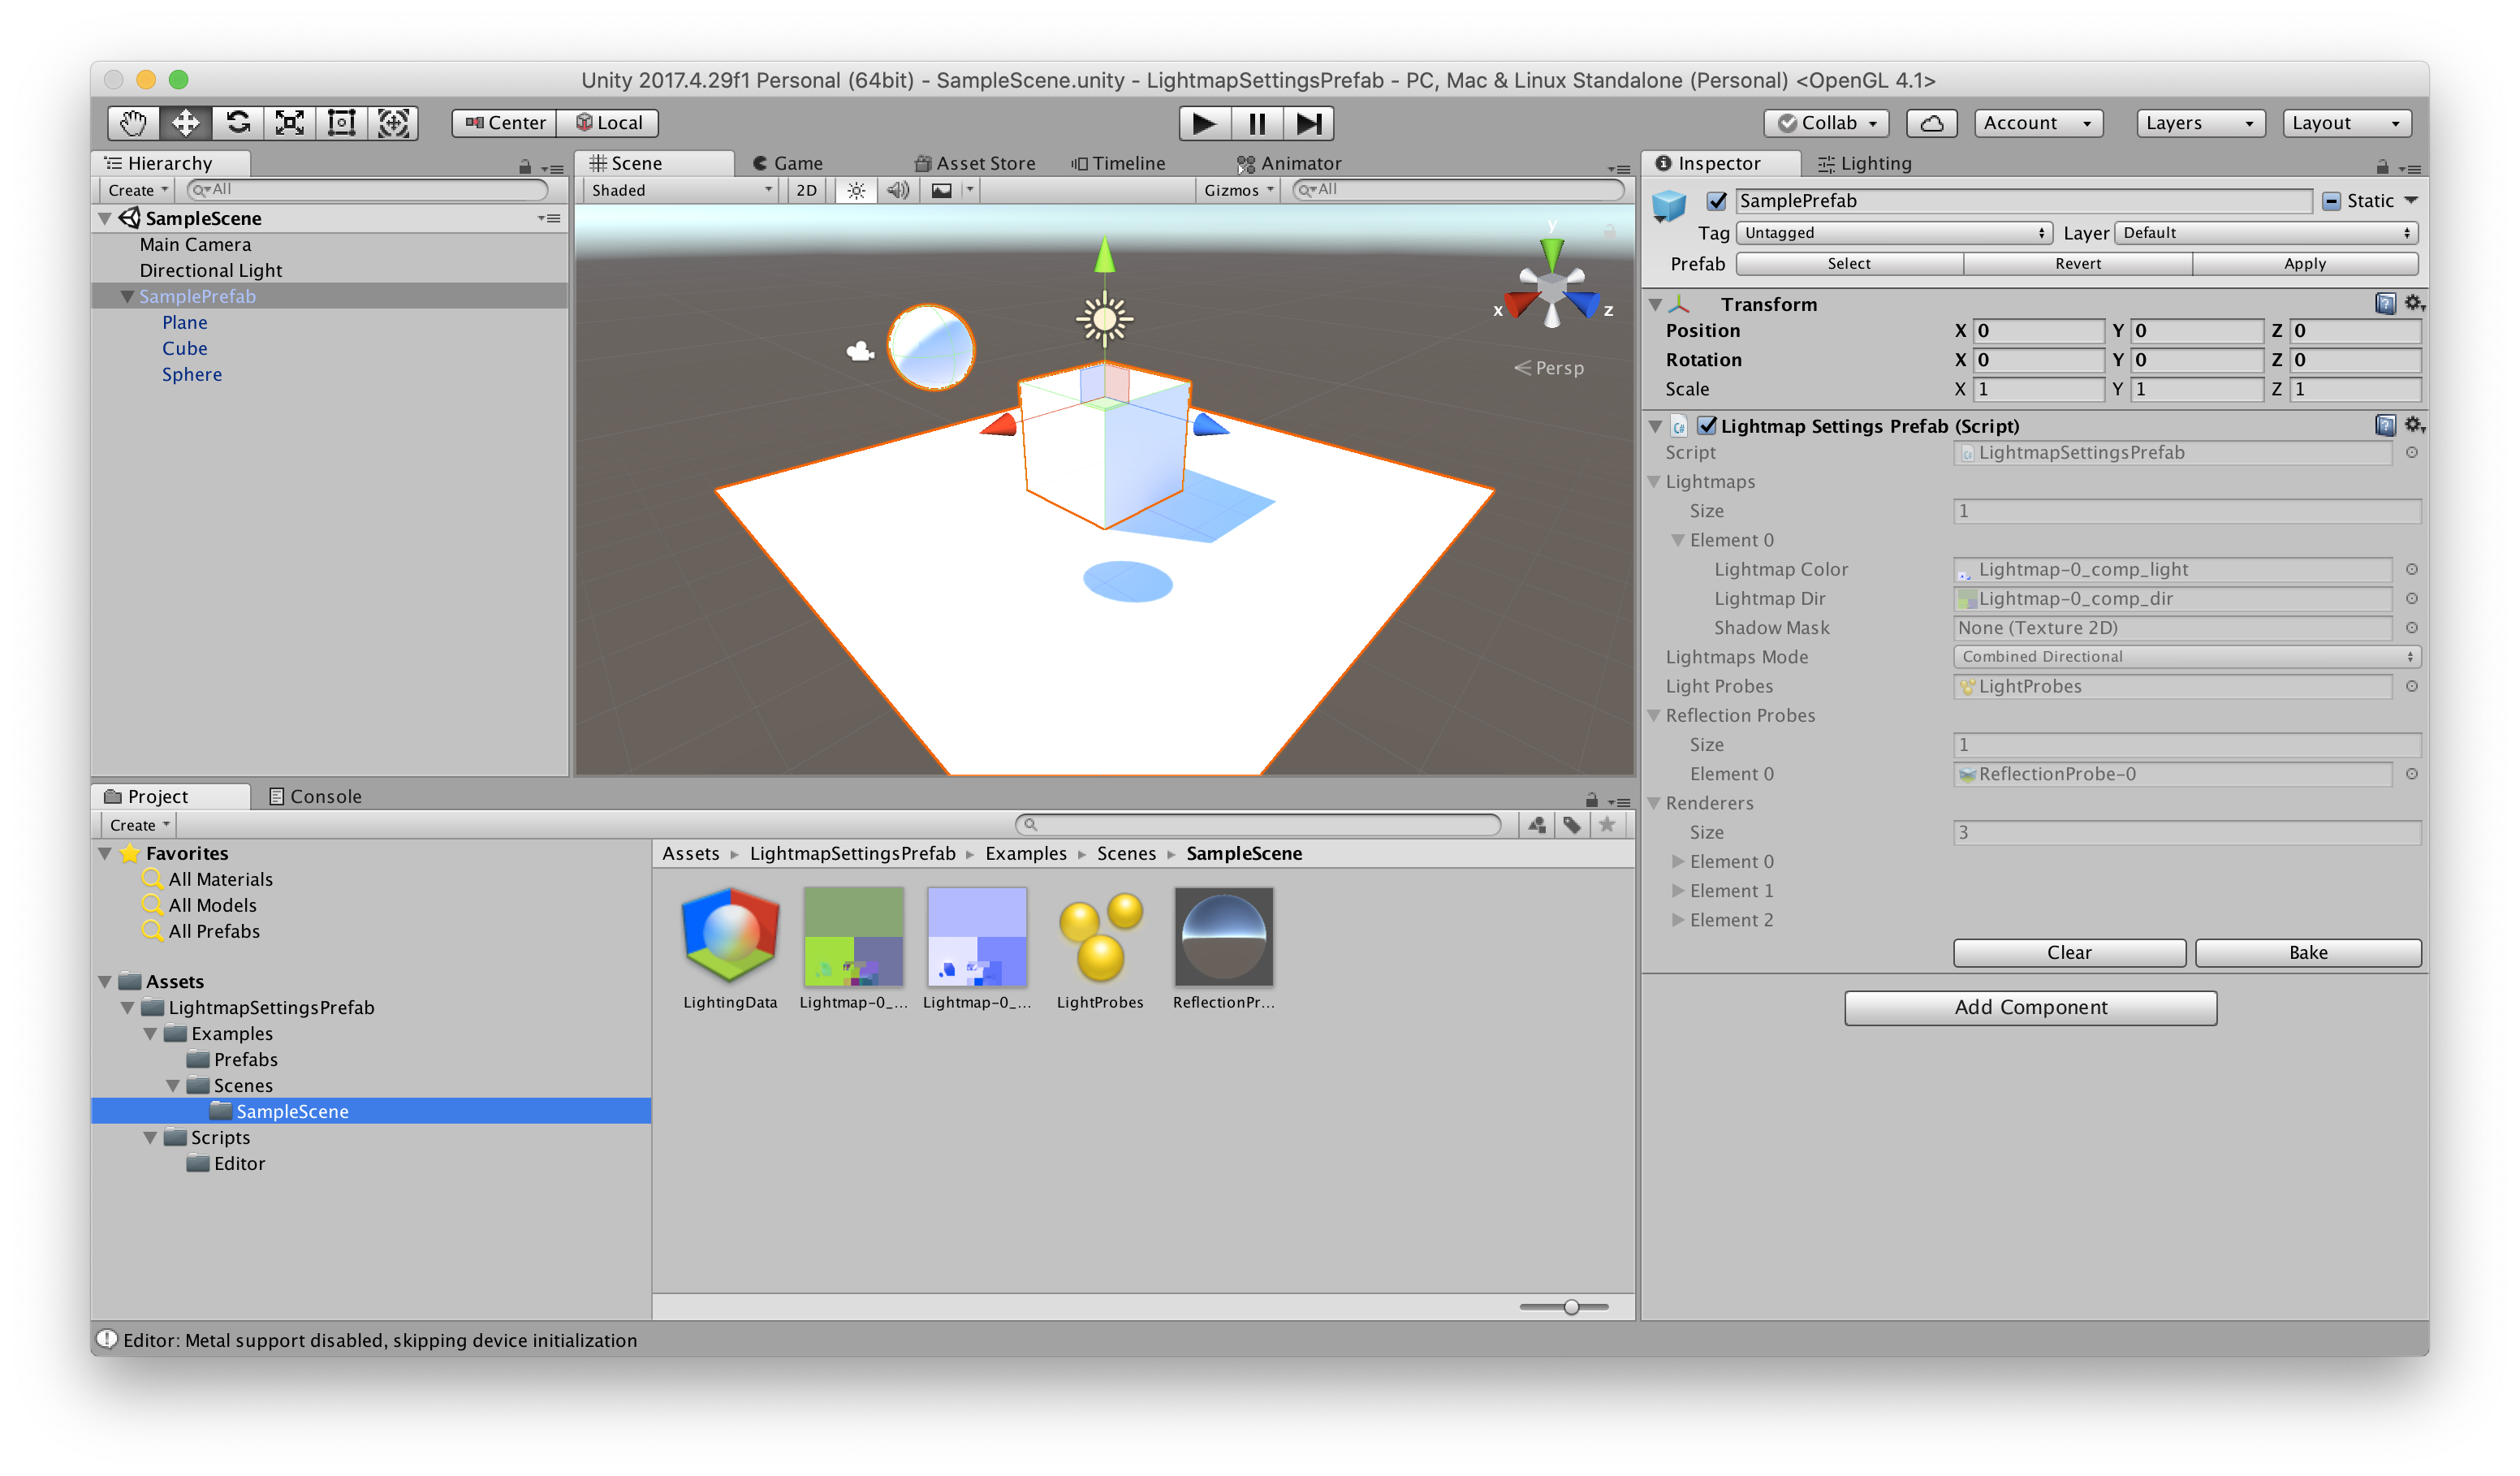 Unity 2017.4.29f1 Personal (64bit) - SampleScene.unity - LightmapSettingsPrefab - PC, Mac & Linux Standalone (Personal) <OpenGL 4.1>
Center Local
Collab Account Layers Layout
Hierarchy
Create All
SampleScene
Main Camera
Directional Light
SamplePrefab
Plane
Cube
Sphere
Scene Game Asset Store Timeline Animator
Shaded 2D Gizmos All
y
x z
Persp
Inspector Lighting
SamplePrefab Static
Tag Untagged Layer Default
Prefab Select Revert Apply
Transform
Position X 0 Y 0 Z 0
Rotation X 0 Y 0 Z 0
Scale X 1 Y 1 Z 1
C# Lightmap Settings Prefab (Script)
Script LightmapSettingsPrefab
Lightmaps
Size 1
Element 0
Lightmap Color Lightmap-0_comp_light
Lightmap Dir Lightmap-0_comp_dir
Shadow Mask None (Texture 2D)
Lightmaps Mode Combined Directional
Light Probes LightProbes
Reflection Probes
Size 1
Element 0 ReflectionProbe-0
Renderers
Size 3
Element 0
Element 1
Element 2
Clear Bake
Add Component
Project Console
Create
Favorites
All Materials
All Models
All Prefabs
Assets
LightmapSettingsPrefab
Examples
Prefabs
Scenes
SampleScene
Scripts
Editor
Assets LightmapSettingsPrefab Examples Scenes SampleScene
LightingData Lightmap-0_... Lightmap-0_... LightProbes ReflectionPr...
Editor: Metal support disabled, skipping device initialization